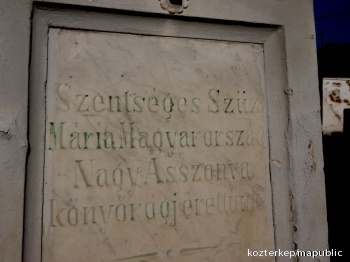 Szentséges Szűz
Mária Magyarország
Nagy Asszonya
könyörögj érettünk
kozterkep/mapublic